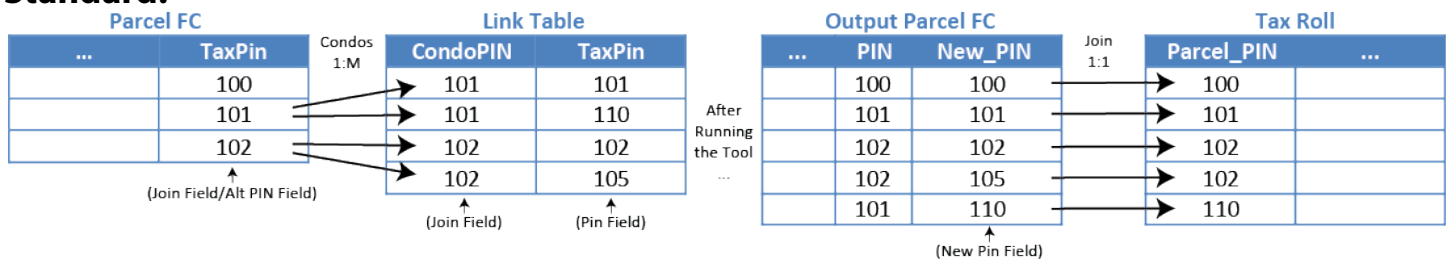 Standard:
Parcel FC Link Table Output Parcel FC Tax Roll
... TaxPin Condos 1:M CondoPIN TaxPin ... PIN New_PIN Join 1:1 Parcel_PIN ...
100 101 101 100 100 100
101 101 110 After Running the Tool ... 101 101 101
102 102 102 102 102 102
102 105 102 105 102
101 110 110
(Join Field/Alt PIN Field) (Join Field) (Pin Field)
(New Pin Field)